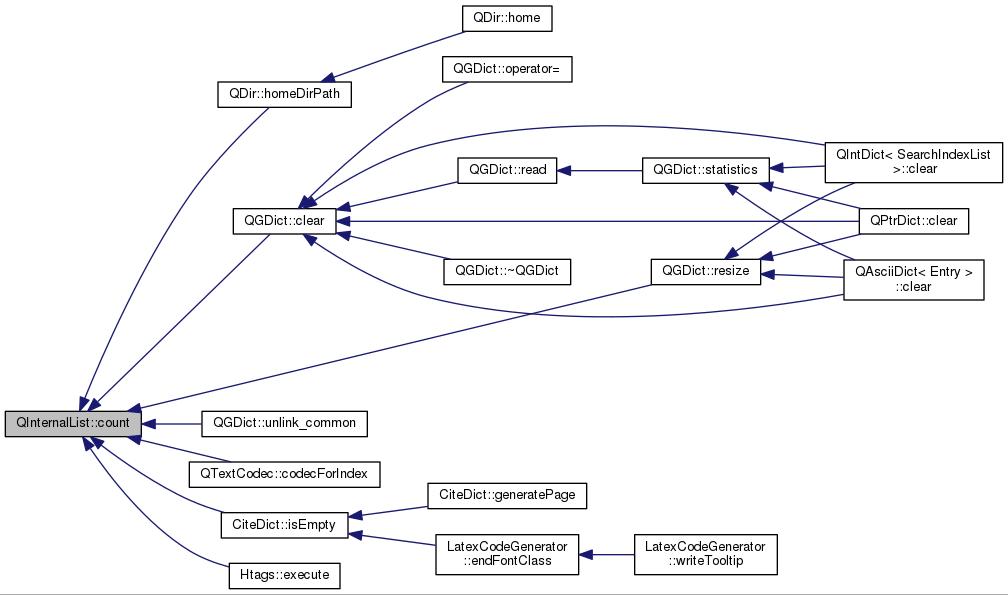 QDir::home
QGDict::operator=
QDir::homeDirPath
QIntDict< SearchIndexList
>::clear
QGDict::read
QGDict::statistics
QGDict::clear
QPtrDict::clear
QGDict::~QGDict
QGDict::resize
QAsciiDict< Entry >
::clear
QInternalList::count
QGDict::unlink_common
QTextCodec::codecForIndex
CiteDict::generatePage
CiteDict::isEmpty
LatexCodeGenerator
::endFontClass
LatexCodeGenerator
::writeTooltip
Htags::execute